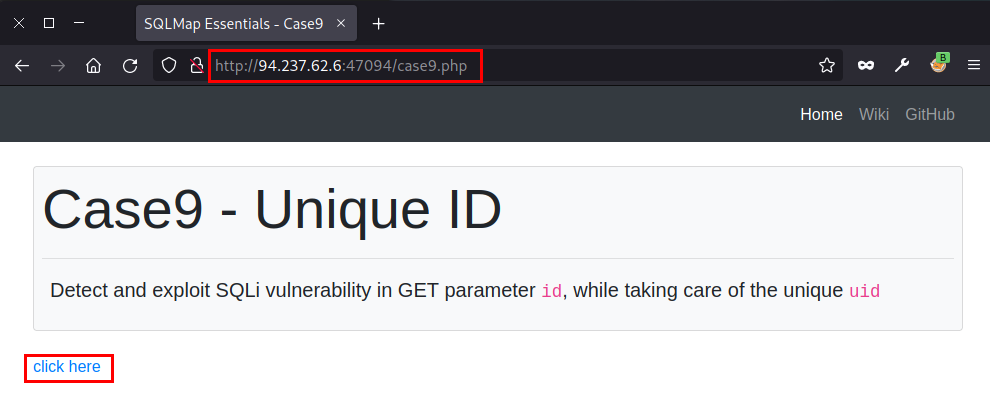 SQLMap Essentials - Case9
http://94.237.62.6:47094/case9.php
B
Home Wiki GitHub
Case9 - Unique ID
Detect and exploit SQLi vulnerability in GET parameter id, while taking care of the unique uid
click here